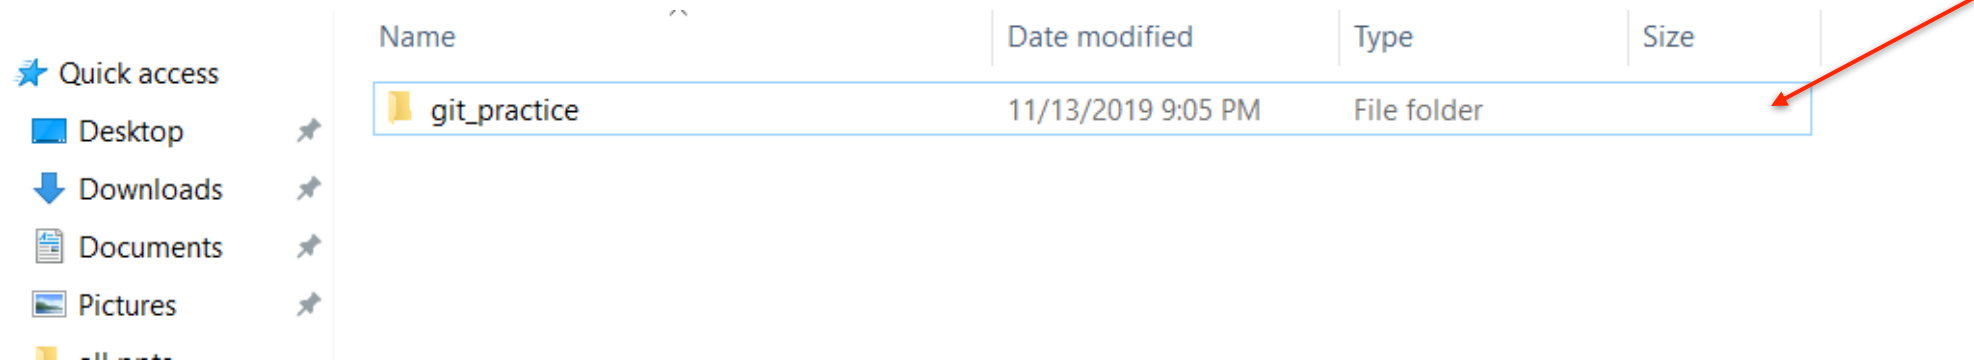 Name Date modified Type Size
Quick access
git_practice 11/13/2019 9:05 PM File folder
Desktop
Downloads
Documents
Pictures